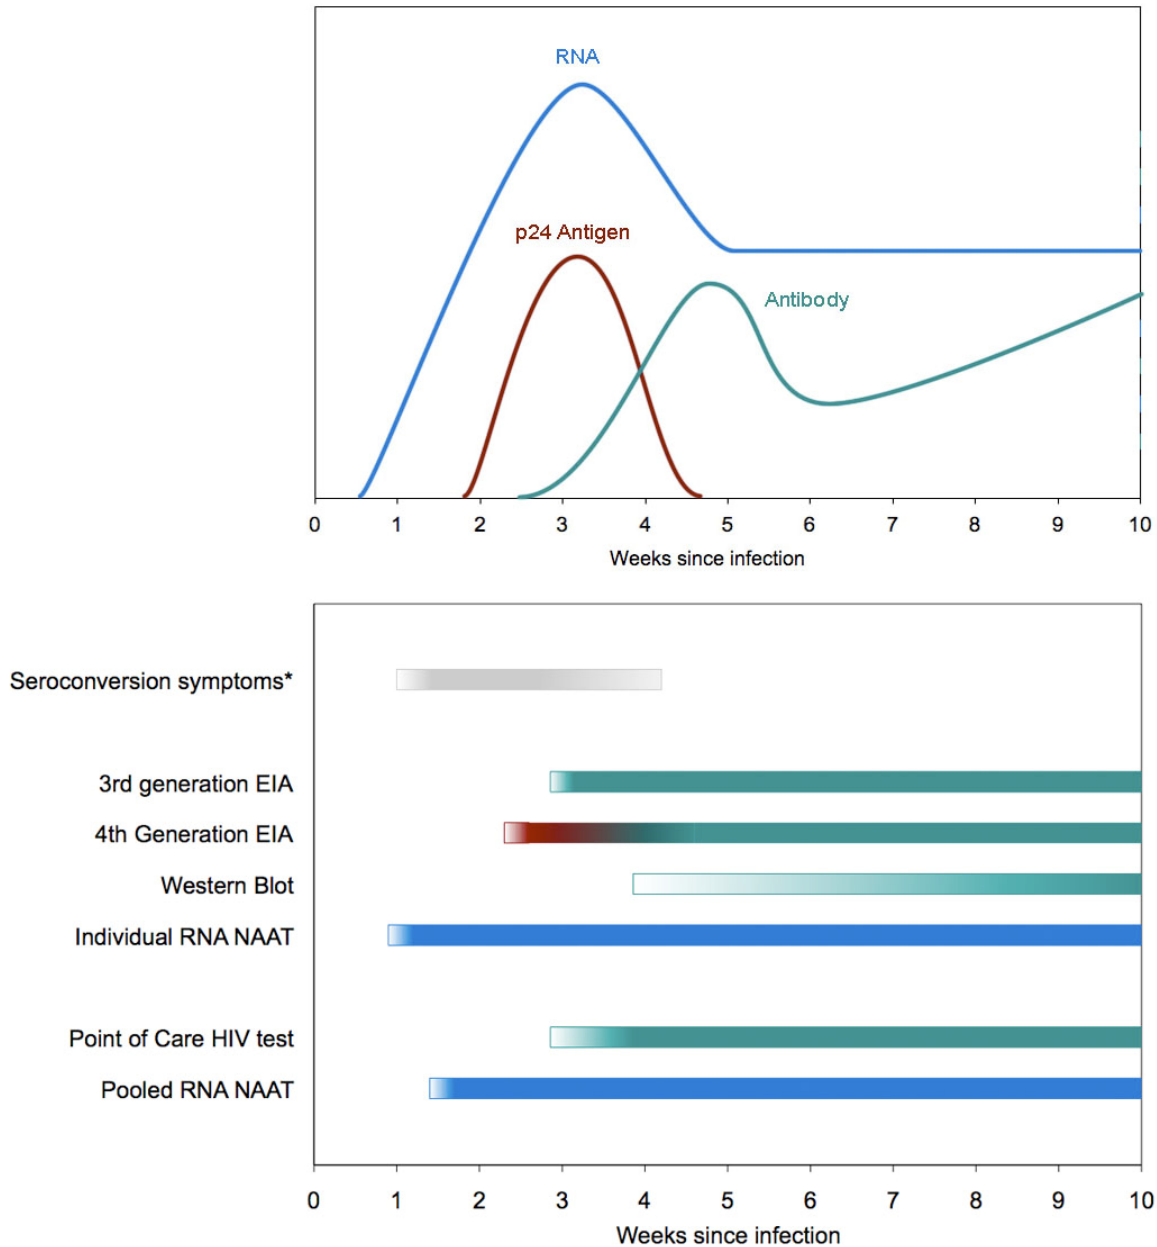 RNA
p24 Antigen
Antibody
0 1 2 3 4 5 6 7 8 9 10
Weeks since infection
Seroconversion symptoms*
3rd generation EIA
4th Generation EIA
Western Blot
Individual RNA NAAT
Point of Care HIV test
Pooled RNA NAAT
0 1 2 3 4 5 6 7 8 9 10
Weeks since infection